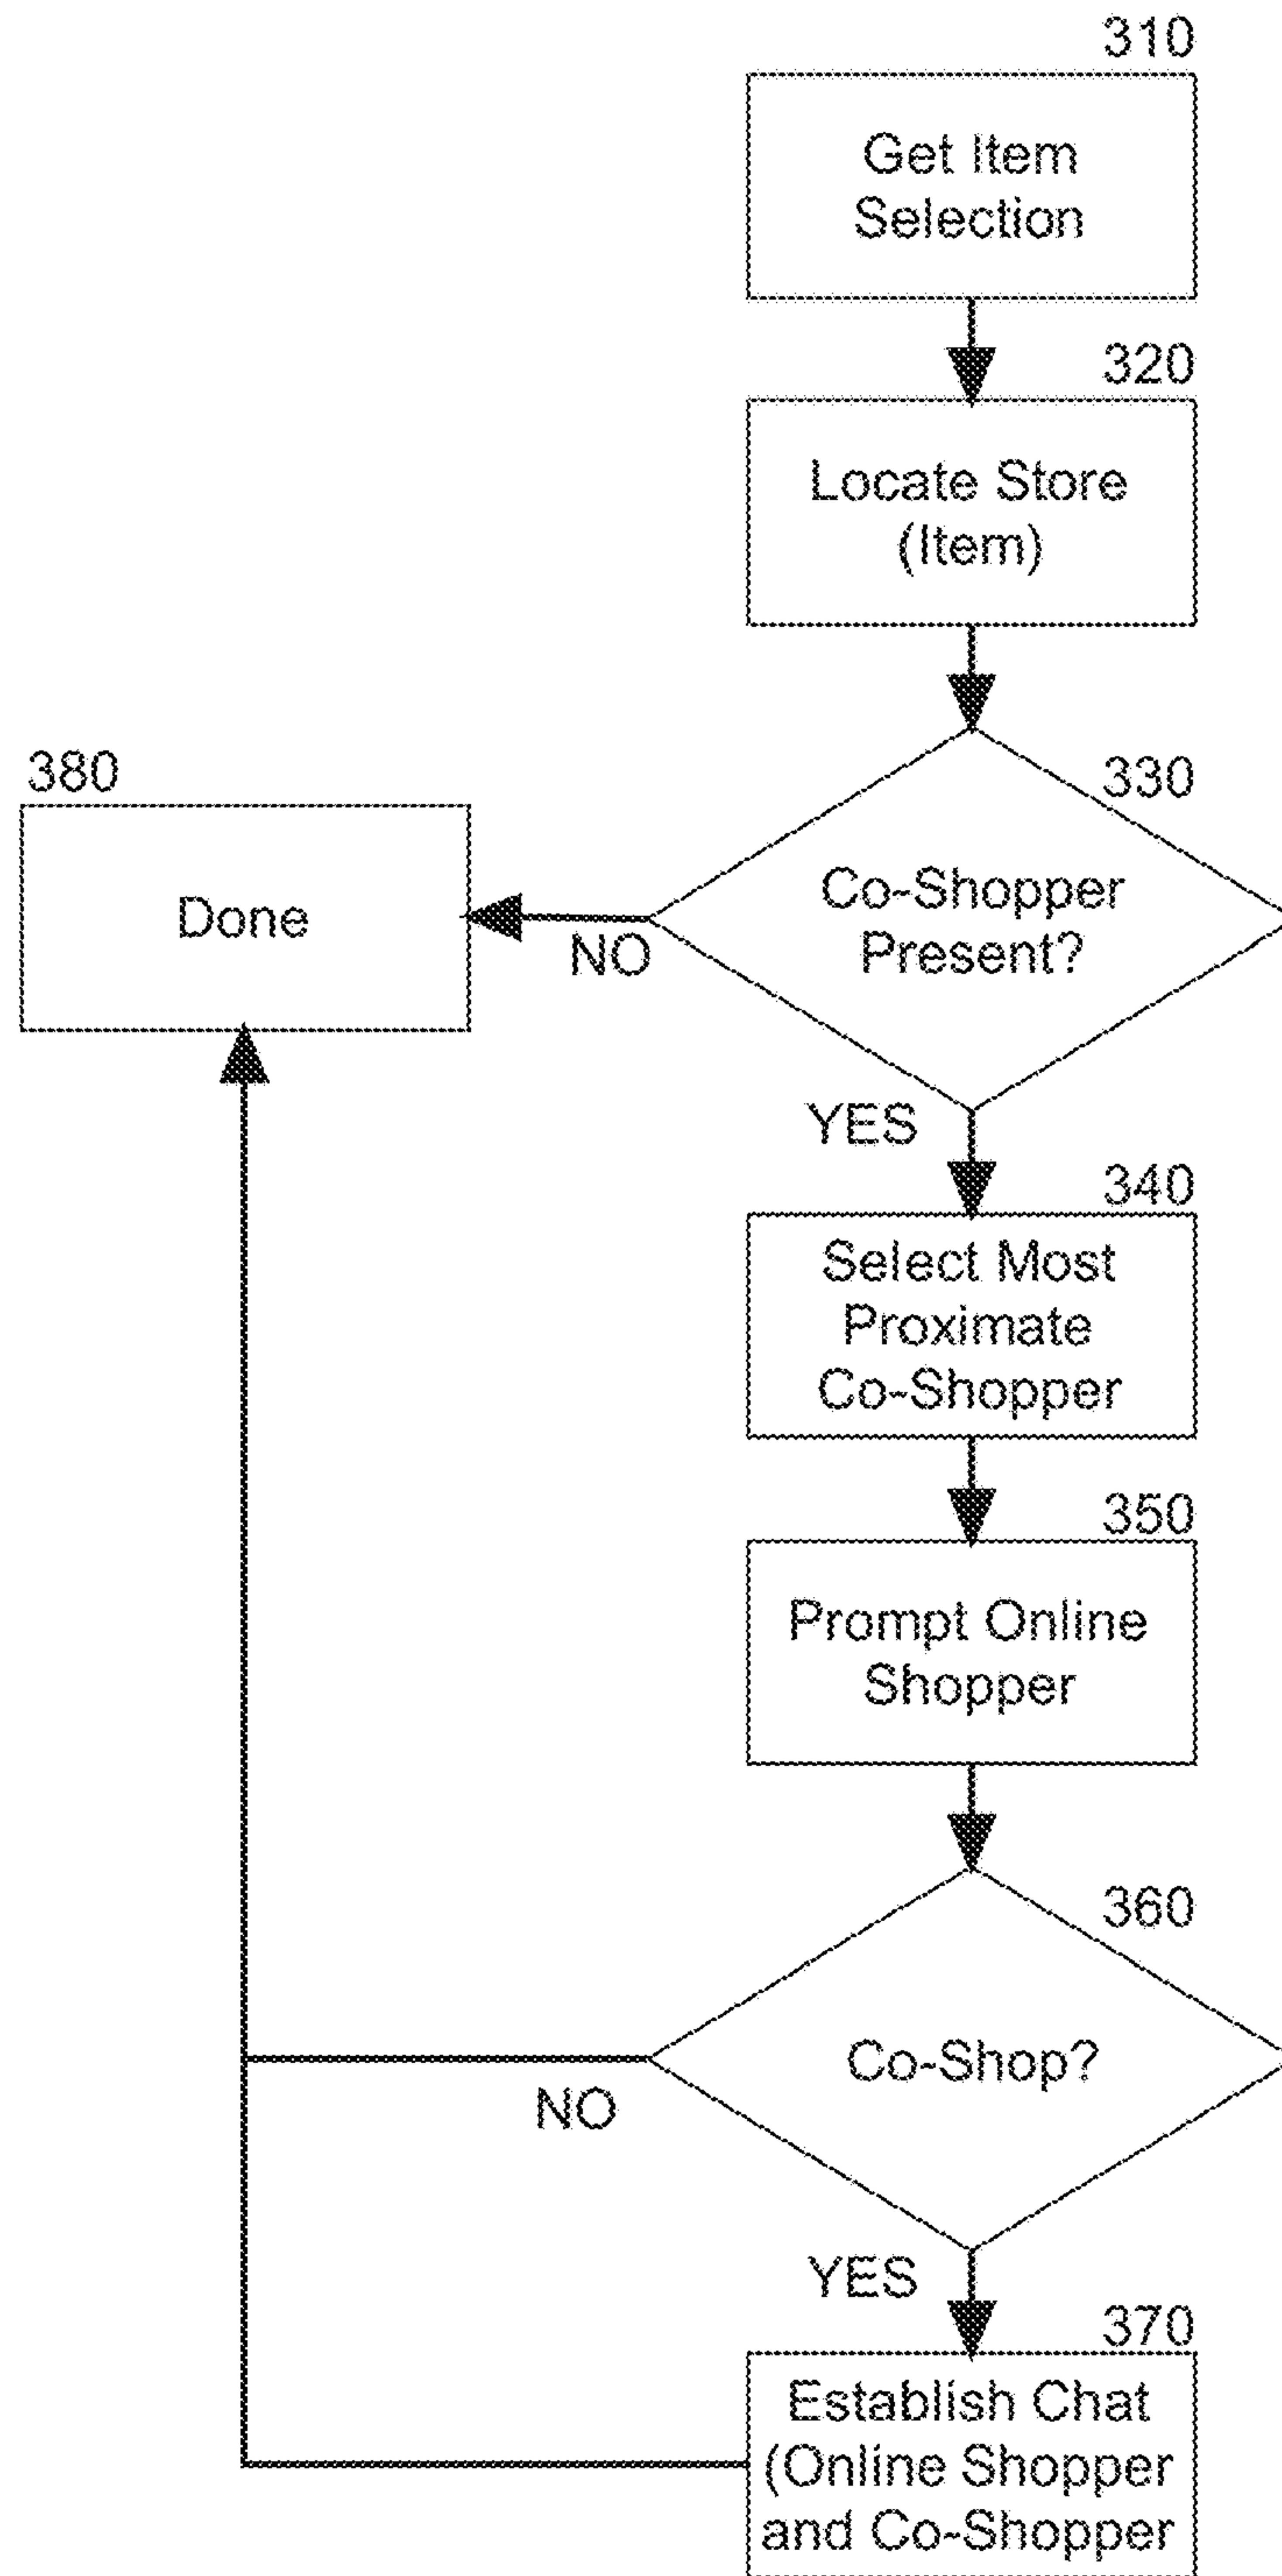 310
Get Item
Selection
320
Locate Store
(Item)
330
Co-Shopper
Present?
380
Done
NO
YES
340
Select Most
Proximate
Co-Shopper
350
Prompt Online
Shopper
360
Co-Shop?
NO
YES
370
Establish Chat
(Online Shopper
and Co-Shopper